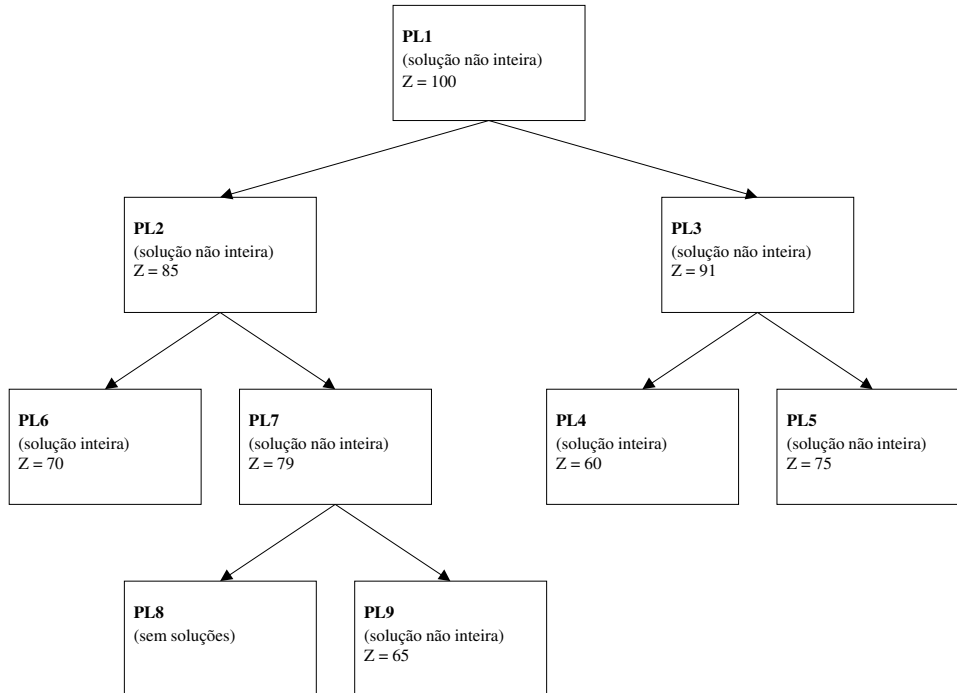 PL1
(solução não inteira)
Z = 100
PL2
(solução não inteira)
Z = 85
PL3
(solução não inteira)
Z = 91
PL6
(solução inteira)
Z = 70
PL7
(solução não inteira)
Z = 79
PL4
(solução inteira)
Z = 60
PL5
(solução não inteira)
Z = 75
PL8
(sem soluções)
PL9
(solução não inteira)
Z = 65